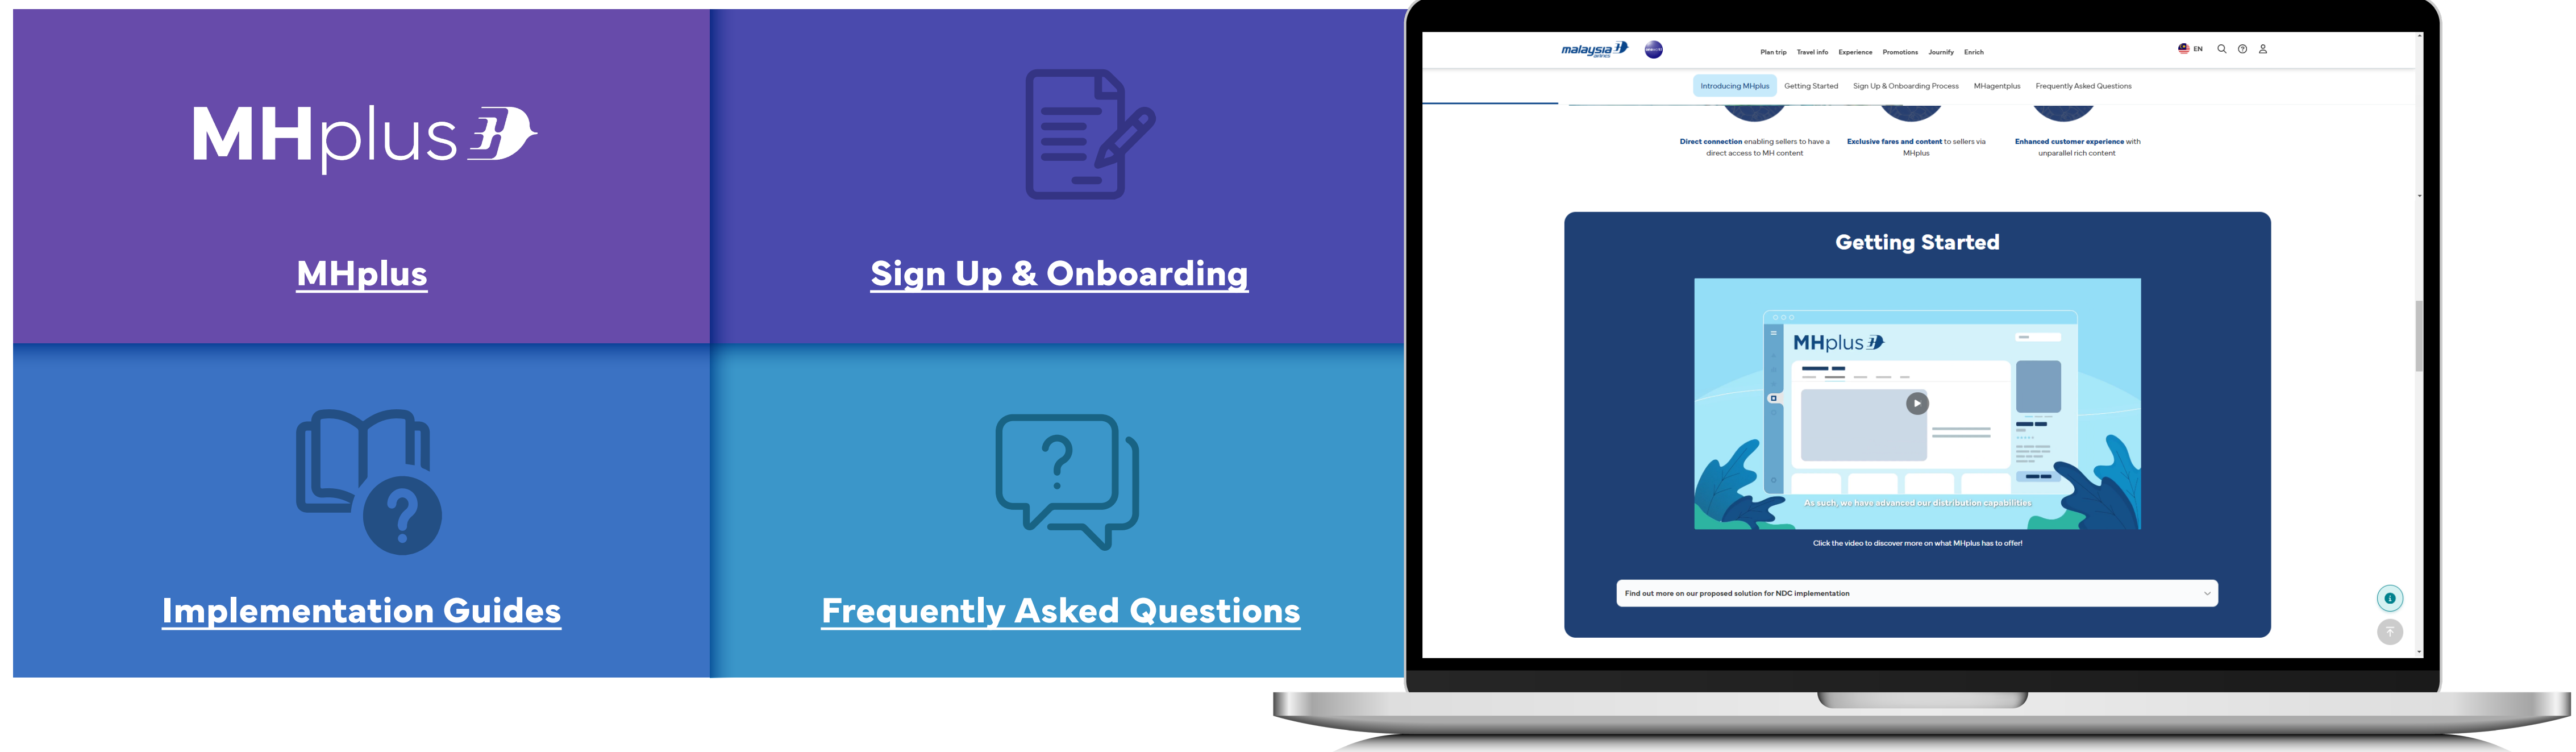 MHplus
MHplus
Sign Up & Onboarding
Implementation Guides
Frequently Asked Questions
malaysia
Plan trip Travel info Experience Promotions Journify Enrich
EN
Introducing MHplus Getting Started Sign Up & Onboarding Process MHagentplus Frequently Asked Questions
Direct connection enabling sellers to have a
direct access to MH content
Exclusive fares and content to sellers via
MHplus
Enhanced customer experience with
unparallel rich content
Getting Started
MHplus
As such, we have advanced our distribution capabilities
Click the video to discover more on what MHplus has to offer!
Find out more on our proposed solution for NDC implementation